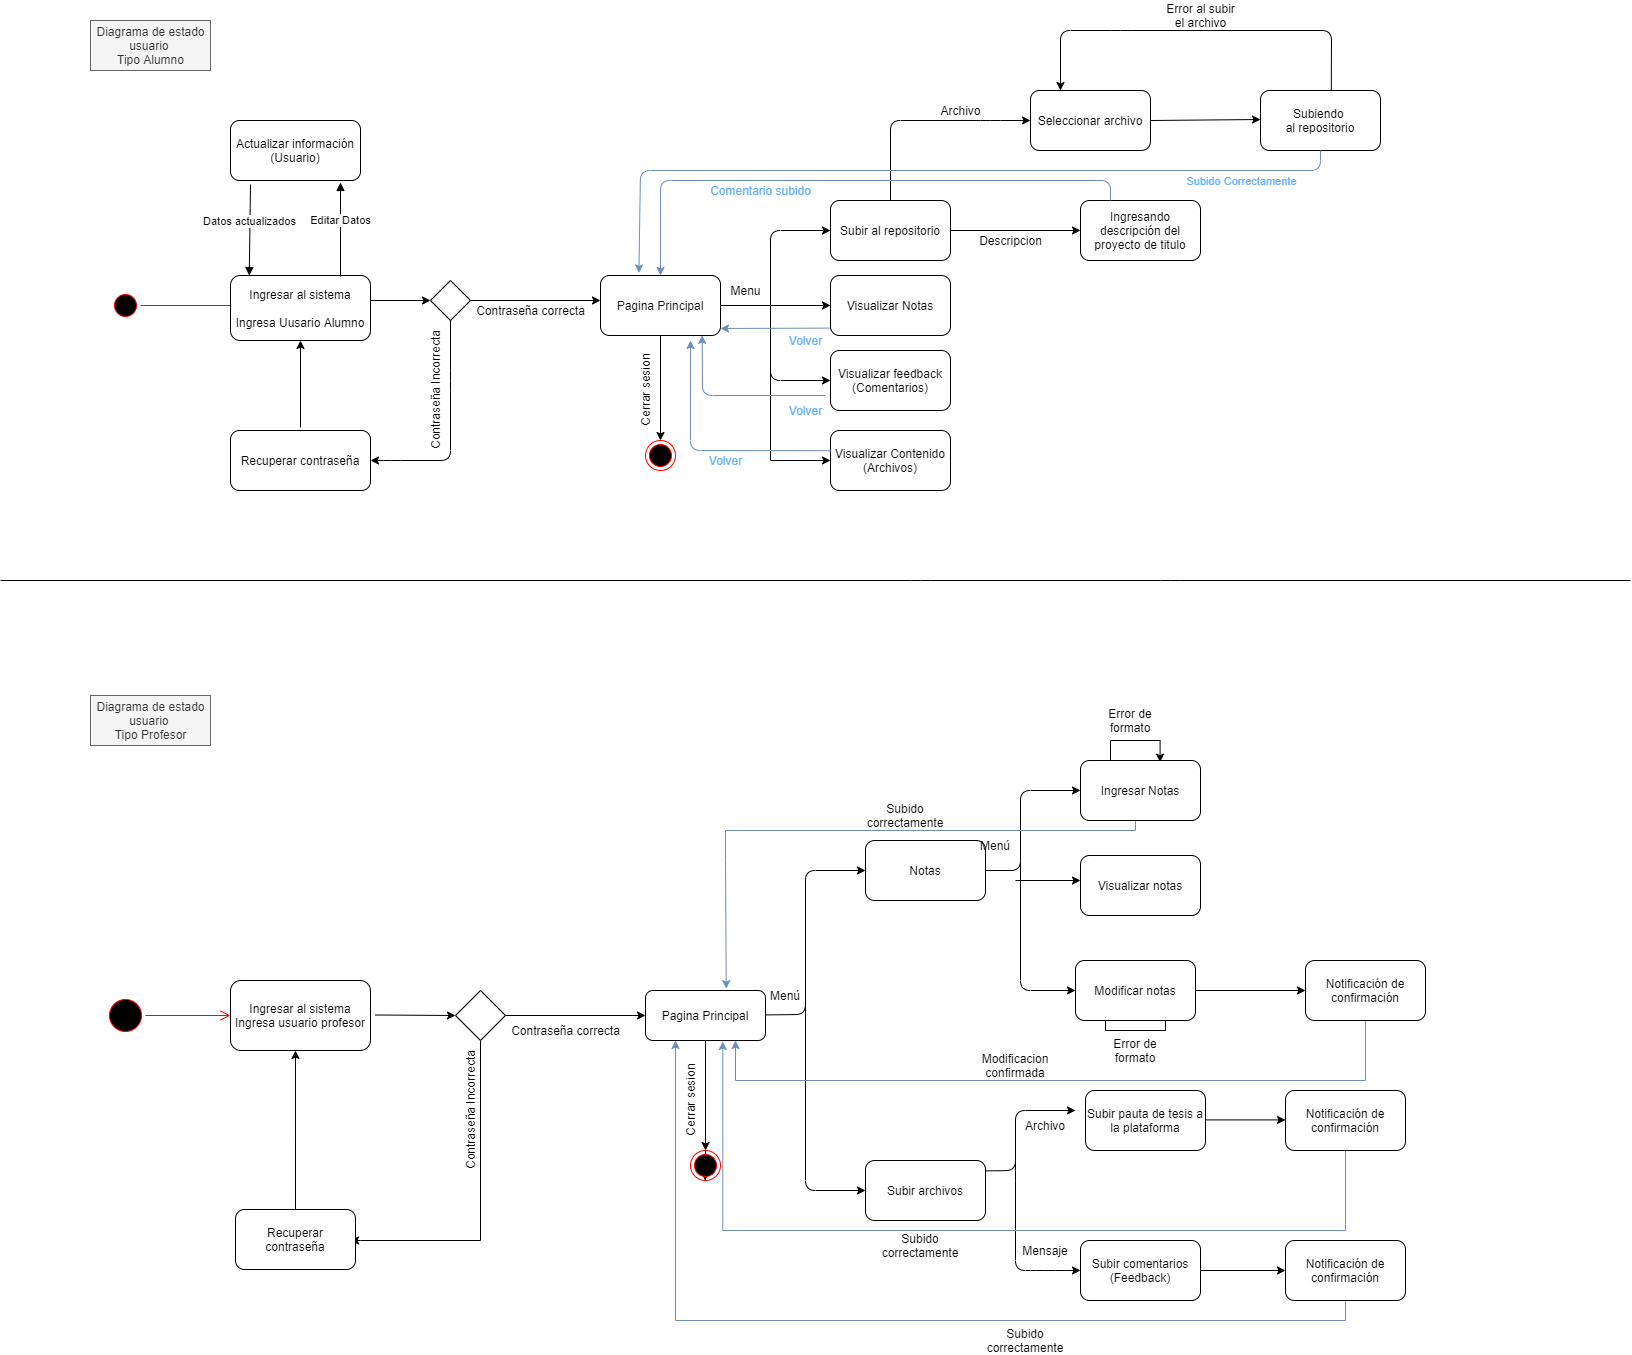 Diagrama de estado
usuario
Tipo Alumno
Error al subir
el archivo
Archivo
Seleccionar archivo
Subiendo
al repositorio
Actualizar información
(Usuario)
Subido Correctamente
Comentario subido
Datos actualizados
Editar Datos
Subir al repositorio
Descripcion
Ingresando
descripción del
proyecto de titulo
Ingresar al sistema
Ingresa Uusario Alumno
Contraseña correcta
Pagina Principal
Menu
Visualizar Notas
Volver
Contraseña Incorrecta
Cerrar sesion
Visualizar feedback
(Comentarios)
Volver
Recuperar contraseña
Volver
Visualizar Contenido
(Archivos)
Diagrama de estado
usuario
Tipo Profesor
Error de
formato
Ingresar Notas
Subido
correctamente
Menú
Notas
Visualizar notas
Ingresar al sistema
Ingresa usuario profesor
Contraseña correcta
Pagina Principal
Menú
Modificar notas
Notificación de
confirmación
Error de
formato
Modificacion
confirmada
Contraseña Incorrecta
Cerrar sesion
Archivo
Subir pauta de tesis a
la plataforma
Notificación de
confirmación
Subir archivos
Recuperar
contraseña
Subido
correctamente
Mensaje
Subir comentarios
(Feedback)
Notificación de
confirmación
Subido
correctamente